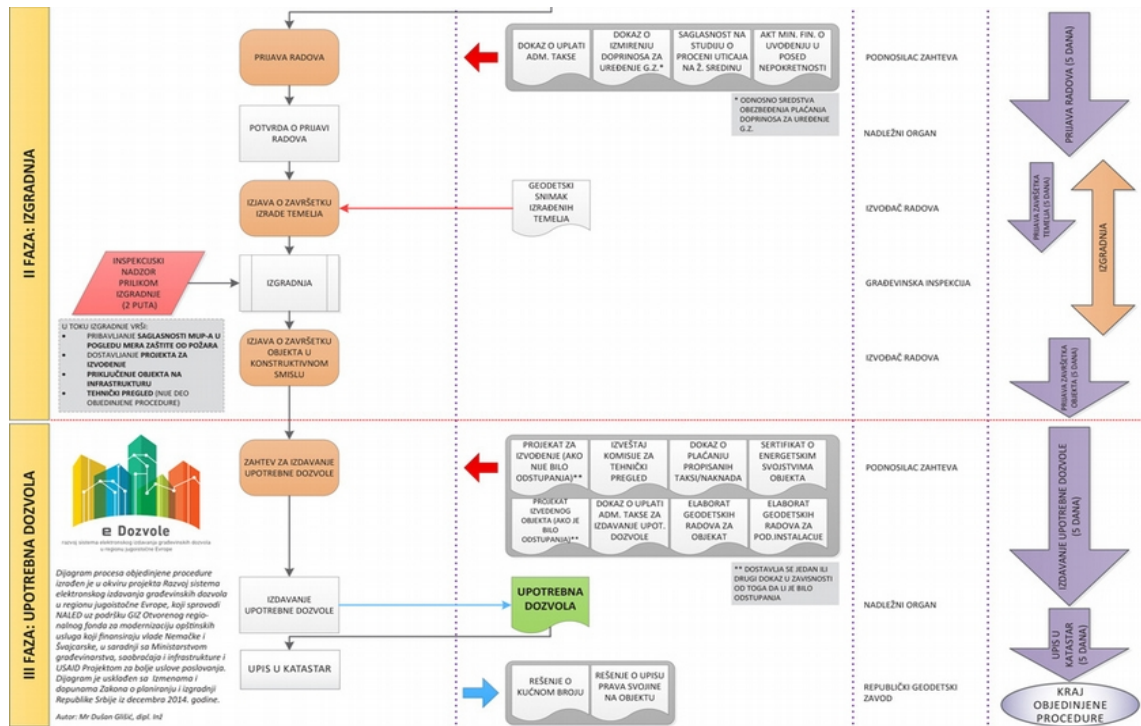 II FAZA: IZGRADNJA
PRIJAVA RADOVA
DOKAZ O UPLATI
ADM. TAKSE
DOKAZ O
IZMIRENJU
DOPRINOSA ZA
UREĐENJE G.Z.*
SAGLASNOST NA
STUDIJU O
PROCENI UTICAJA
NA Ž. SREDINU
AKT MIN. FIN. O
UVOĐENJU U
POSED
NEPOKRETNOSTI
PODNOSILAC ZAHTEVA
PRIJAVA RADOVA (5 DANA)
* ODNOSNO SREDSTVA
OBEZBEĐENJA PLAĆANJA
DOPRINOSA ZA UREĐENJE
G.Z.
POTVRDA O PRIJAVI
RADOVA
NADLEŽNI ORGAN
IZJAVA O ZAVRŠETKU
IZRADE TEMELJA
GEODETSKI
SNIMAK
IZRAĐENIH
TEMELJA
IZVOĐAČ RADOVA
PRIJAVA ZAVRŠETKA
TEMELJA (5 DANA)
IZGRADNJA
INSPEKCIJSKI
NADZOR
PRILIKOM
IZGRADNJE
(2 PUTA)
IZGRADNJA
GRAĐEVINSKA INSPEKCIJA
U TOKU IZGRADNJE VRŠI:
• PRIBAVLJANJE SAGLASNOSTI MUP-A U
POGLEDU MERA ZAŠTITE OD POŽARA
• DOSTAVLJANJE PROJEKTA ZA
IZVOĐENJE
• PRIKLJUČENJE OBJEKTA NA
INFRASTRUKTURU
• TEHNIČKI PREGLED (NIJE DEO
OBJEDINJENE PROCEDURE)
IZJAVA O ZAVRŠETKU
OBJEKTA U
KONSTRUKTIVNOM
SMISLU
IZVOĐAČ RADOVA
PRIJAVA ZAVRŠETKA
OBJEKTA (5 DANA)
III FAZA: UPOTREBNA DOZVOLA
ZAHTEV ZA IZDAVANJE
UPOTREBNE DOZVOLE
PROJEKAT ZA
IZVOĐENJE (AKO
NIJE BILO
ODSTUPANJA)**
IZVEŠTAJ
KOMISIJE ZA
TEHNIČKI
PREGLED
DOKAZ O
PLAĆANJU
PROPISANIH
TAKSI/NAKNADA
SERTIFIKAT O
ENERGETSKIM
SVOJSTVIMA
OBJEKTA
PROJEKAT
IZVEDENOG
OBJEKTA (AKO JE
BILO
ODSTUPANJA)**
DOKAZ O UPLATI
ADM. TAKSE ZA
IZDAVANJE UPOT.
DOZVOLE
ELABORAT
GEODETSKIH
RADOVA ZA
OBJEKAT
ELABORAT
GEODETSKIH
RADOVA ZA
POD.INSTALACIJE
PODNOSILAC ZAHTEVA
IZDAVANJE UPOTREBNE DOZVOLE
(5 DANA)
** DOSTAVLJA SE JEDAN ILI
DRUGI DOKAZ U ZAVISNOSTI
OD TOGA DA LI JE BILO
ODSTUPANJA
e Dozvole
razvoj sistema elektronskog izdavanja građevinskih dozvola
u regionu jugoistočne Evrope
Dijagram procesa objedinjene procedure
izrađen je u okviru projekta Razvoj sistema
elektronskog izdavanja građevinskih dozvola
u regionu jugoistočne Evrope, koji sprovodi
NALED uz podršku GIZ Otvorenog regio-
nalnog fonda za modernizaciju opštinskih
usluga koji finansiraju vlade Nemačke i
Švajcarske, u saradnji sa Ministarstvom
građevinarstva, saobraćaja i infrastrukture i
USAID Projektom za bolje uslove poslovanja.
Dijagram je usklađen sa Izmenama i
dopunama Zakona o planiranju i izgradnji
Republike Srbije iz decembra 2014. godine.
Autor: Mr Dušan Glišić, dipl. inž
IZDAVANJE
UPOTREBNE DOZVOLE
UPOTREBNA
DOZVOLA
NADLEŽNI ORGAN
UPIS U KATASTAR
UPIS U
KATASTAR
(5 DANA)
REŠENJE O
KUĆNOM BROJU
REŠENJE O UPISU
PRAVA SVOJINE
NA OBJEKTU
REPUBLIČKI GEODETSKI
ZAVOD
KRAJ
OBJEDINJENE
PROCEDURE